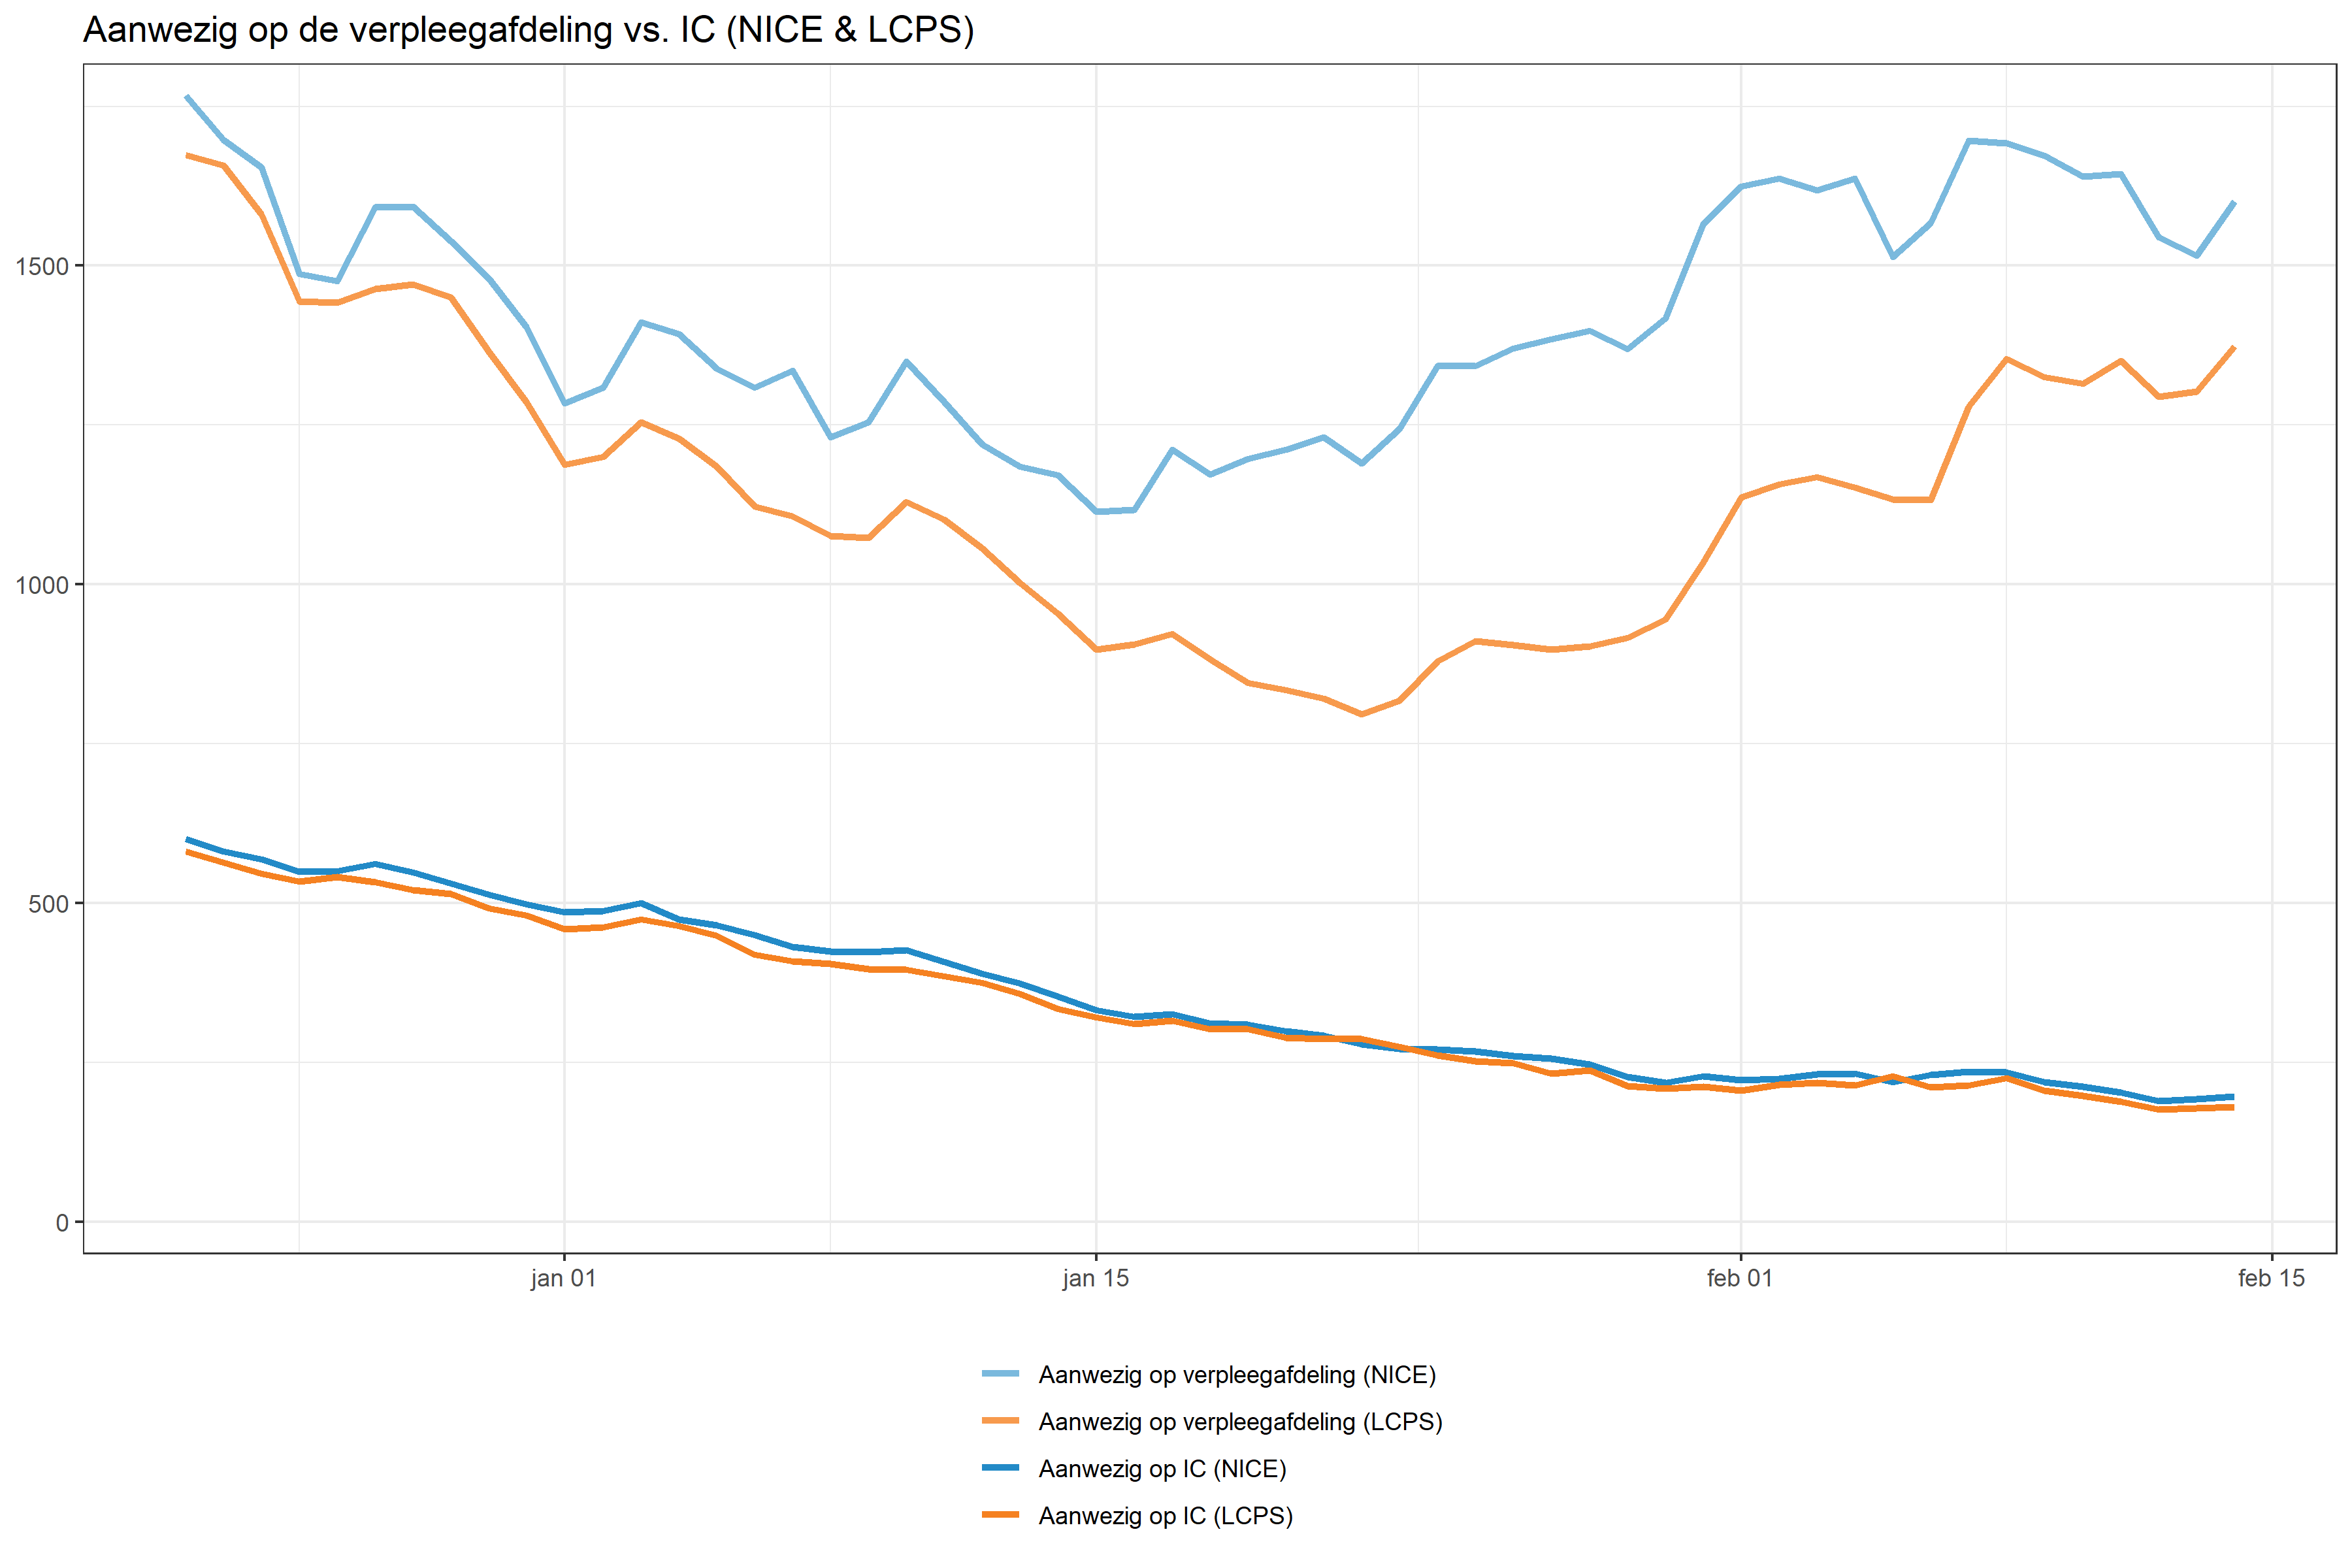 Aanwezig op de verpleegafdeling vs. IC (NICE & LCPS)
1500
1000
500
0
jan 01
jan 15
feb 01
feb 15
Aanwezig op verpleegafdeling (NICE)
Aanwezig op verpleegafdeling (LCPS)
Aanwezig op IC (NICE)
Aanwezig op IC (LCPS)